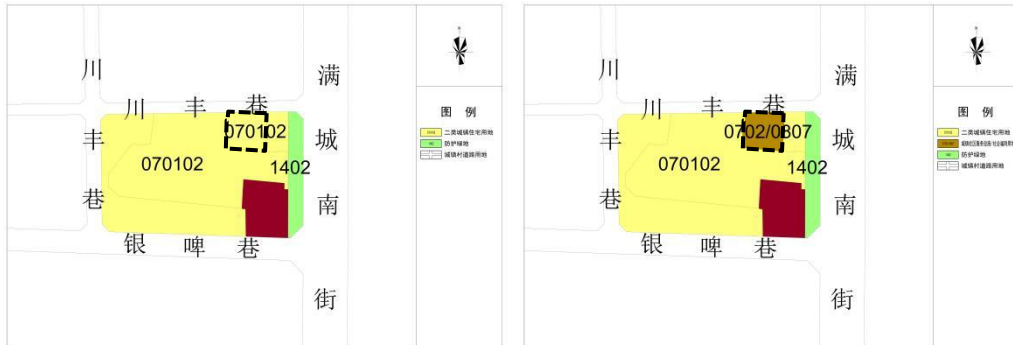 川丰巷
川丰巷
满城南街
070102
070102
1402
银啤巷
图 例
二类城镇住宅用地
防护绿地
城镇村道路用地
川丰巷
川丰巷
满城南街
0702/0807
070102
1402
银啤巷
图 例
二类城镇住宅用地
防护绿地
城镇村道路用地